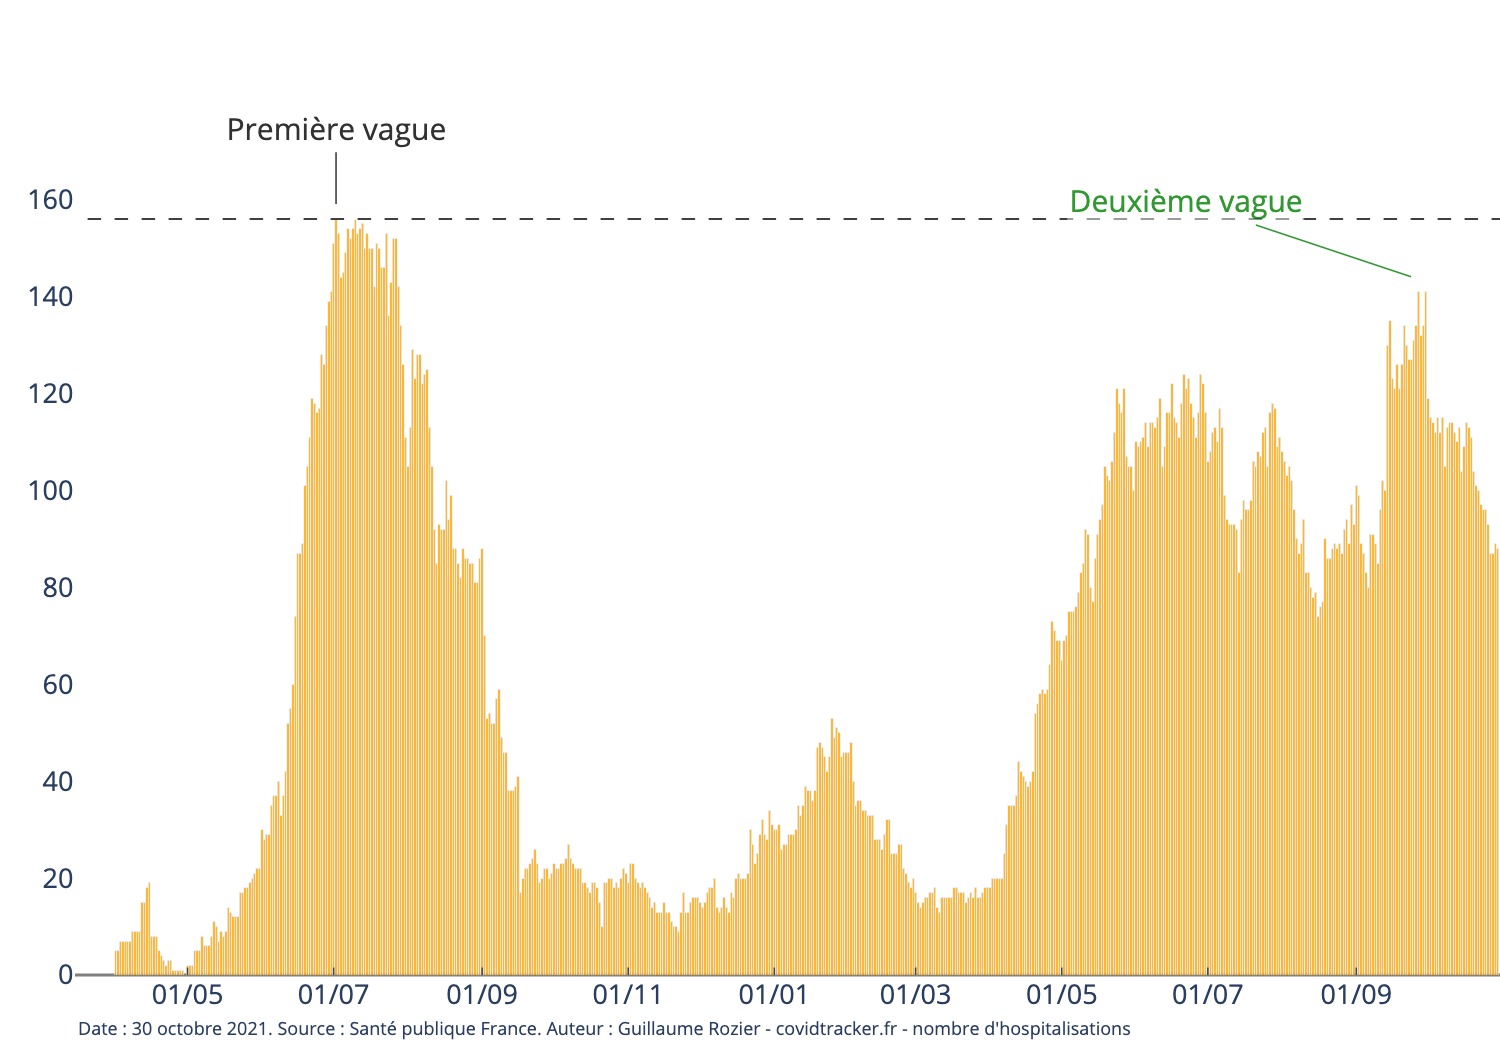 Première vague
160
Deuxième vague
140
120
100
80
60
40
20
0
01/05 01/07 01/09 01/11 01/01 01/03 01/05 01/07 01/09
Date : 30 octobre 2021. Source : Santé publique France. Auteur : Guillaume Rozier - covidtracker.fr - nombre d'hospitalisations